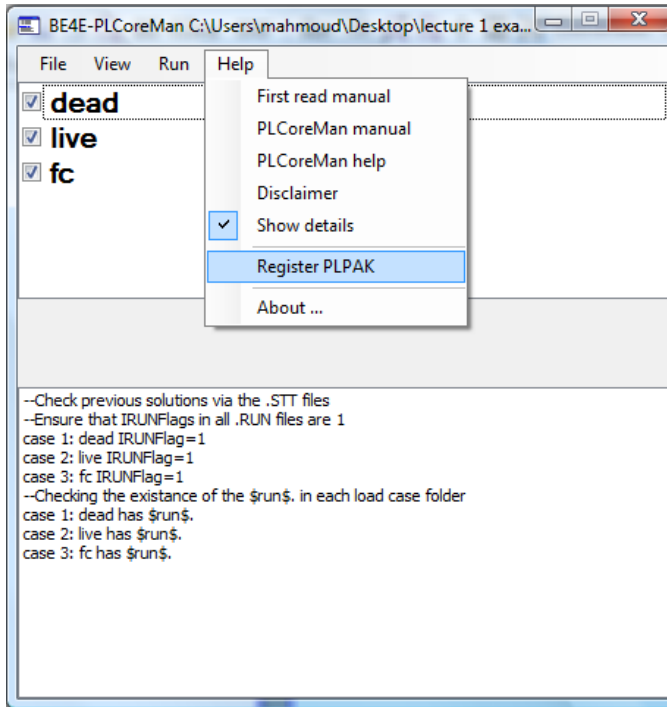 BE4E-PLCoreMan C:\Users\mahmoud\Desktop\lecture 1 exa...
File View Run Help
dead
live
fc
First read manual
PLCoreMan manual
PLCoreMan help
Disclaimer
Show details
Register PLPAK
About ...
--Check previous solutions via the .STT files
--Ensure that IRUNFlags in all .RUN files are 1
case 1: dead IRUNFlag=1
case 2: live IRUNFlag=1
case 3: fc IRUNFlag=1
--Checking the existance of the $run$. in each load case folder
case 1: dead has $run$.
case 2: live has $run$.
case 3: fc has $run$.